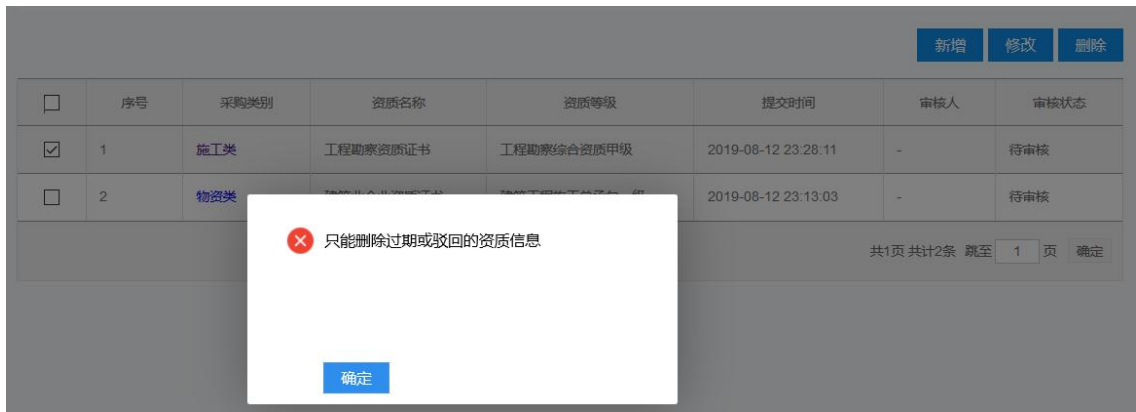 新增 修改 删除
序号 采购类别 资质名称 资质等级 提交时间 审核人 审核状态
1 施工类 工程勘察资质证书 工程勘察综合资质甲级 2019-08-12 23:28:11 - 待审核
2 物资类 2019-08-12 23:13:03 - 待审核
只能删除过期或驳回的资质信息
共1页 共计2条 跳至 1 页 确定
确定